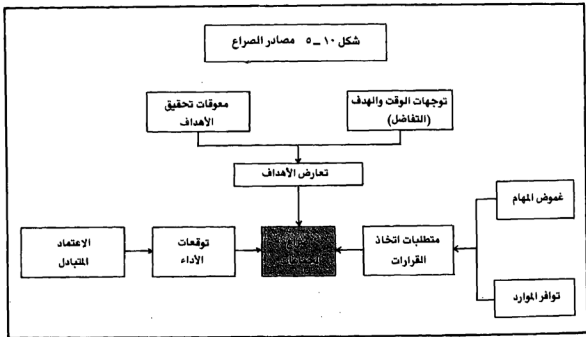 شكل ١٠ – ٥ مصادر الصراع
معوقات تحقيق
الأهداف
توجهات الوقت والهدف
(التفاضل)
تعارض الأهداف
غموض المهام
الاعتماد
المتبادل
توقعات
الأداء
متطلبات اتخاذ
القرارات
توافر الموارد